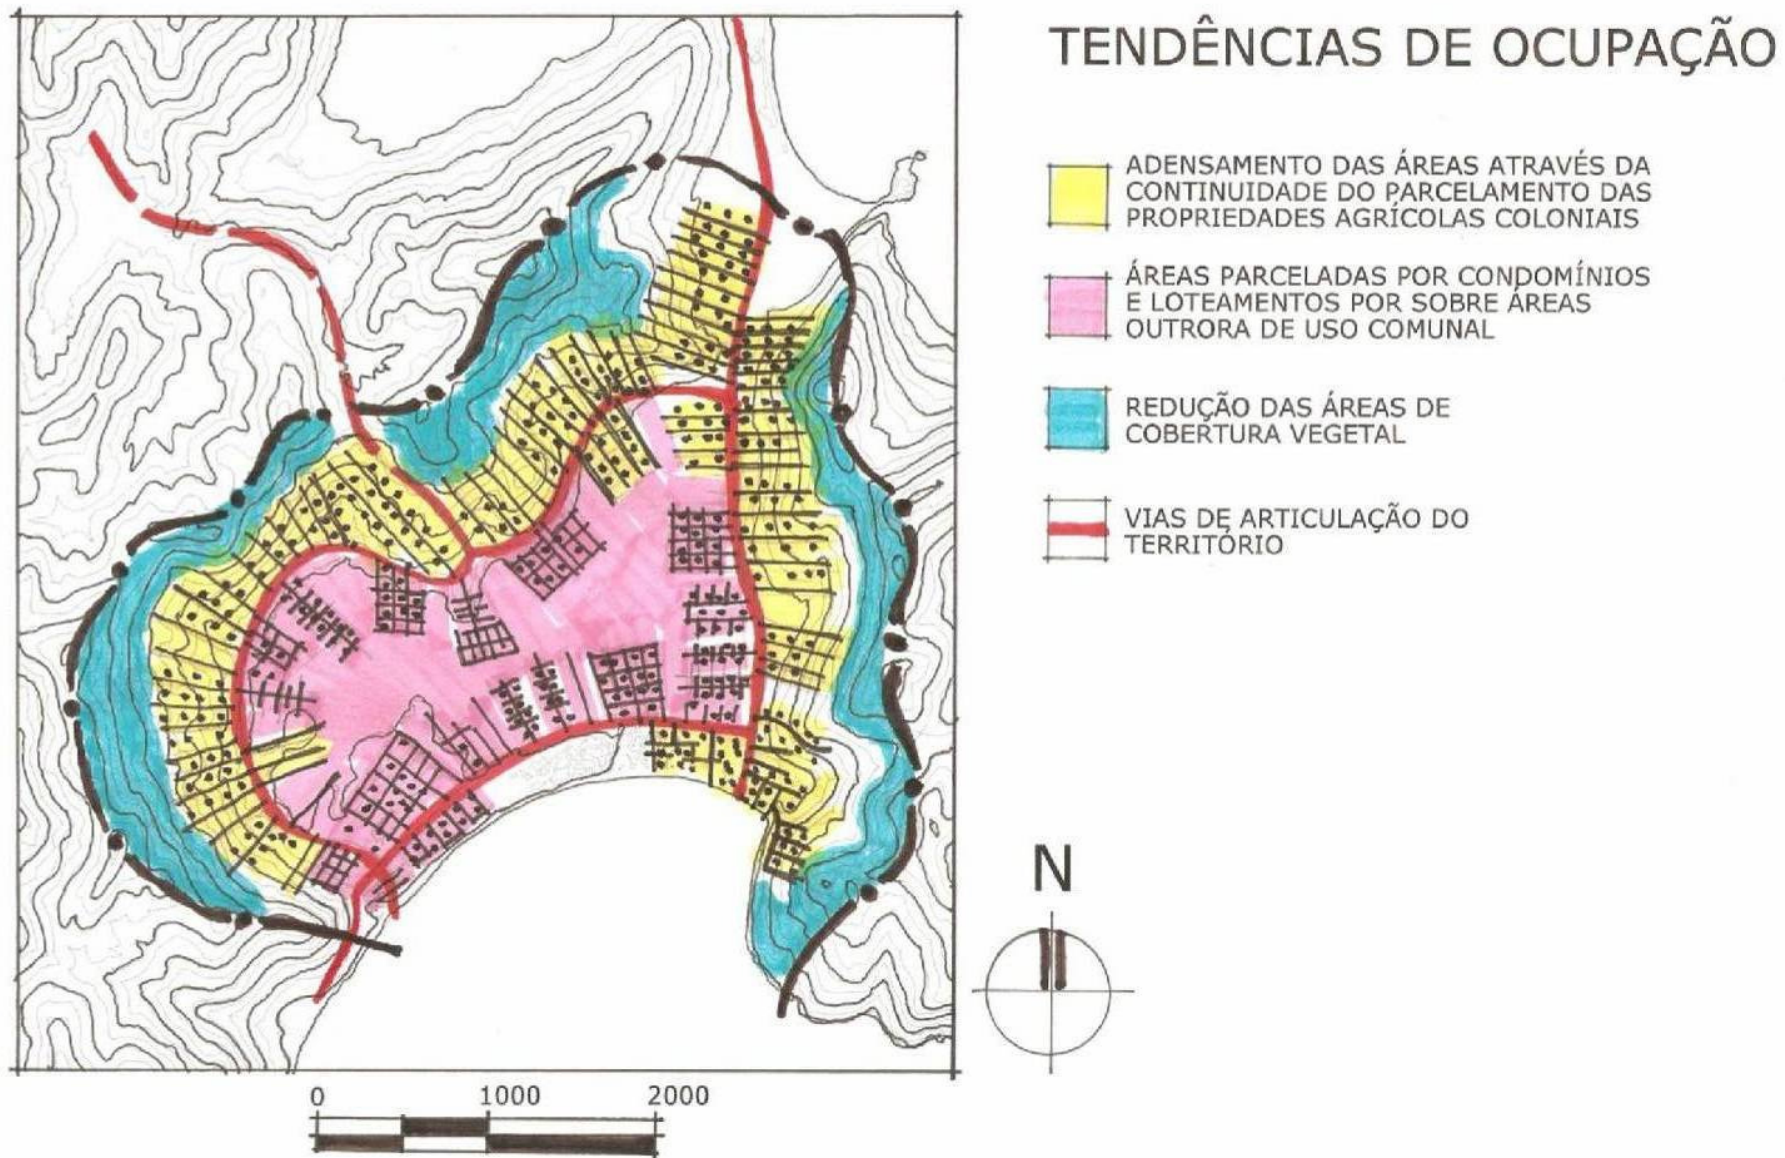 TENDÊNCIAS DE OCUPAÇÃO
ADENSAMENTO DAS ÁREAS ATRAVÉS DA
CONTINUIDADE DO PARCELAMENTO DAS
PROPRIEDADES AGRÍCOLAS COLONIAIS
ÁREAS PARCELADAS POR CONDOMÍNIOS
E LOTEAMENTOS POR SOBRE ÁREAS
OUTRORA DE USO COMUNAL
REDUÇÃO DAS ÁREAS DE
COBERTURA VEGETAL
VIAS DE ARTICULAÇÃO DO
TERRITÓRIO
N
0 1000 2000